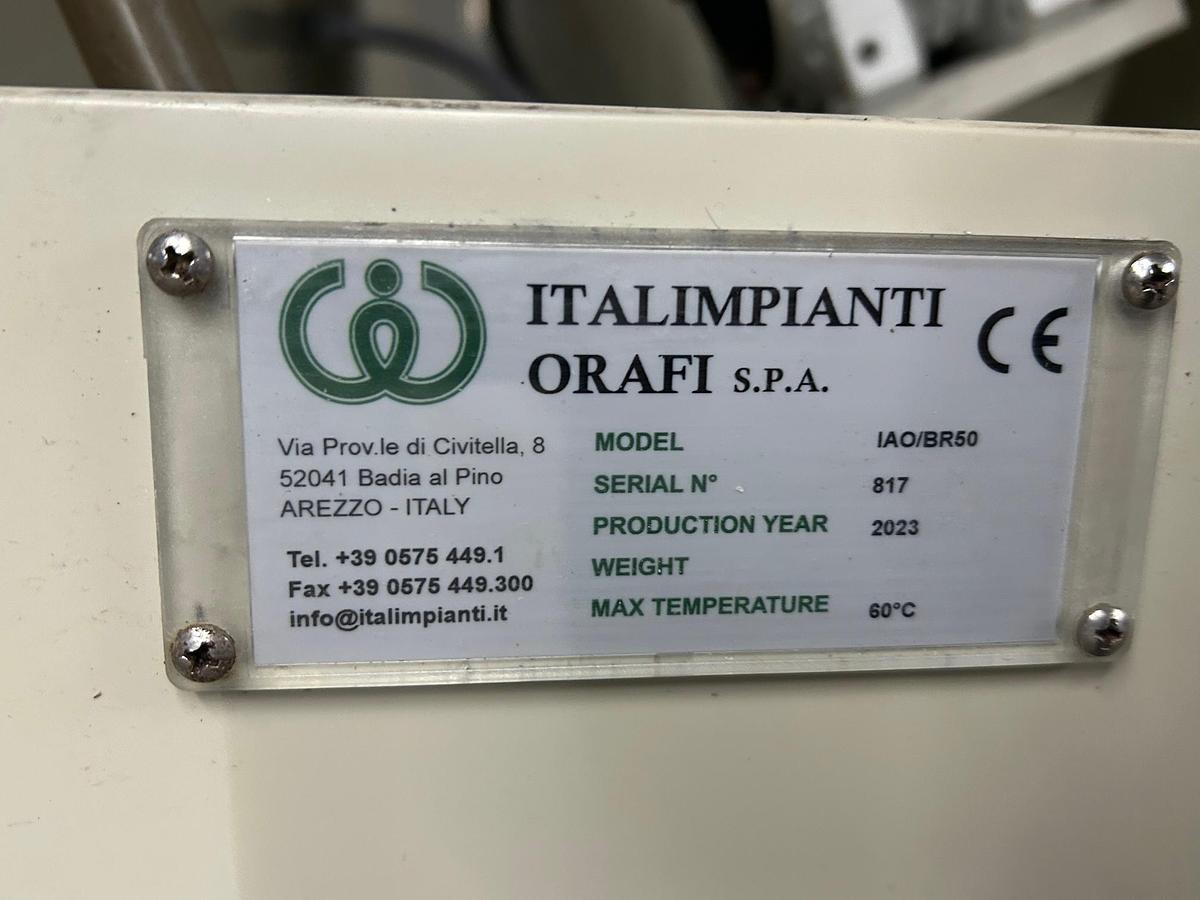 ITALIMPIANTI
ORAFI S.P.A.
CE
Via Prov.le di Civitella, 8
52041 Badia al Pino
AREZZO - ITALY
Tel. +39 0575 449.1
Fax +39 0575 449.300
info@italimpianti.it
MODEL IAO/BR50
SERIAL N° 817
PRODUCTION YEAR 2023
WEIGHT
MAX TEMPERATURE 60°C